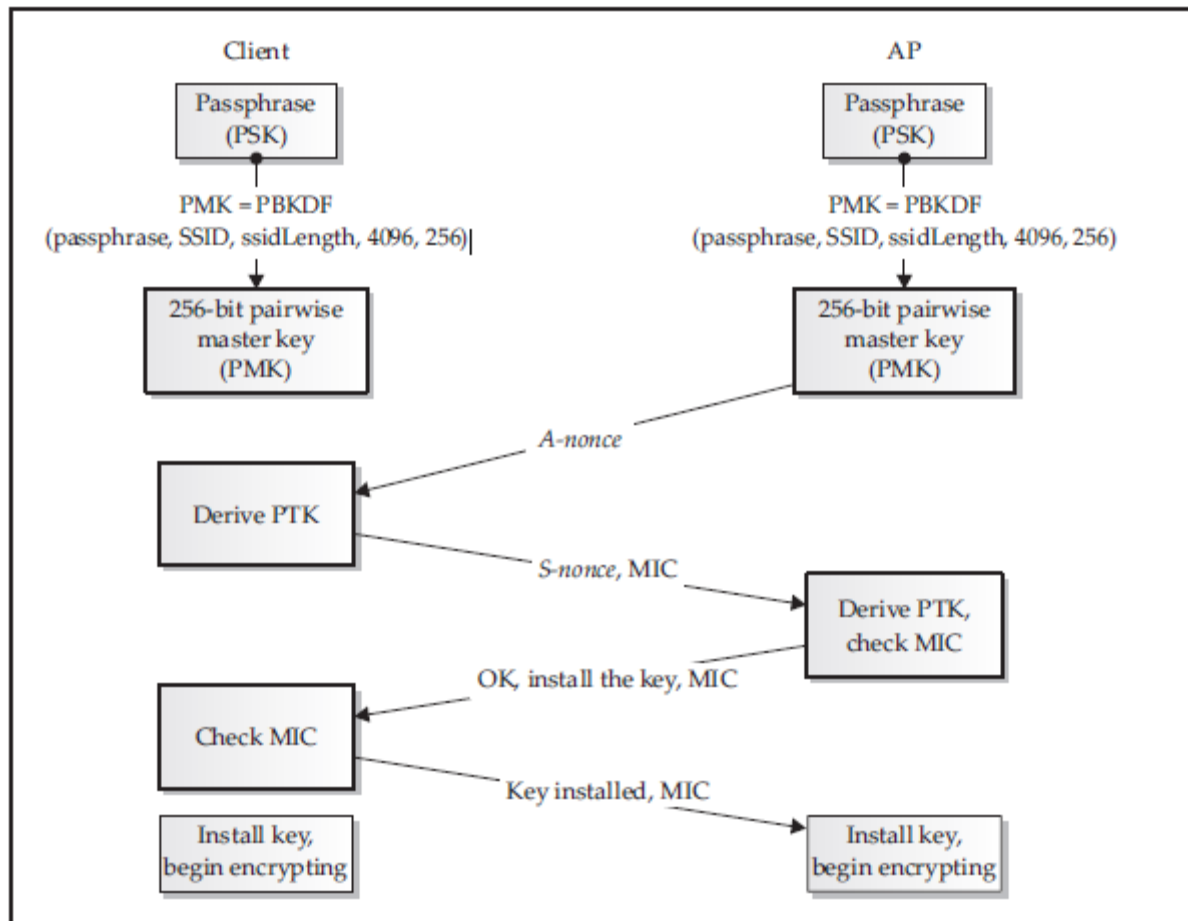 Client
AP
Passphrase
(PSK)
Passphrase
(PSK)
PMK = PBKDF
(passphrase, SSID, ssidLength, 4096, 256)
PMK = PBKDF
(passphrase, SSID, ssidLength, 4096, 256)
256-bit pairwise
master key
(PMK)
256-bit pairwise
master key
(PMK)
A-nonce
Derive PTK
S-nonce, MIC
Derive PTK,
check MIC
OK, install the key, MIC
Check MIC
Key installed, MIC
Install key,
begin encrypting
Install key,
begin encrypting